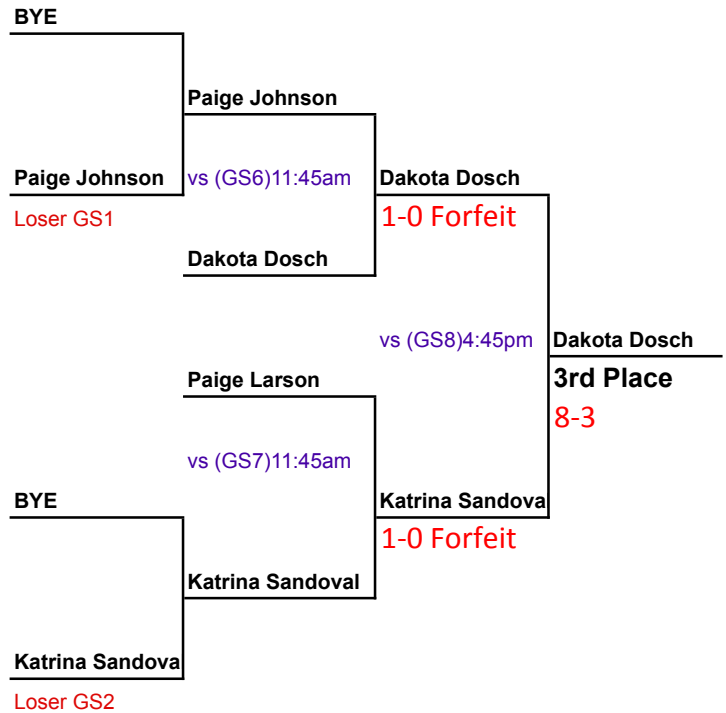 BYE
Paige Johnson
Paige Johnson
vs (GS6)11:45am
Dakota Dosch
Loser GS1
1-0 Forfeit
Dakota Dosch
vs (GS8)4:45pm
Dakota Dosch
Paige Larson
3rd Place
8-3
vs (GS7)11:45am
BYE
Katrina Sandova
1-0 Forfeit
Katrina Sandoval
Katrina Sandova
Loser GS2